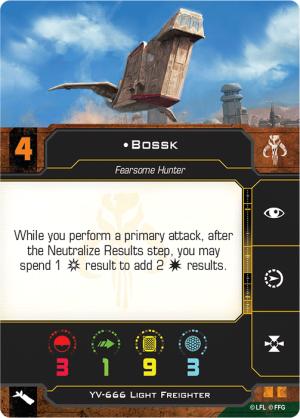 4
•Bossk
Fearsome Hunter
While you perform a primary attack, after
the Neutralize Results step, you may
spend 1 result to add 2 results.
3 1 9 3
YV-666 Light Freighter
©LFL ©FFG